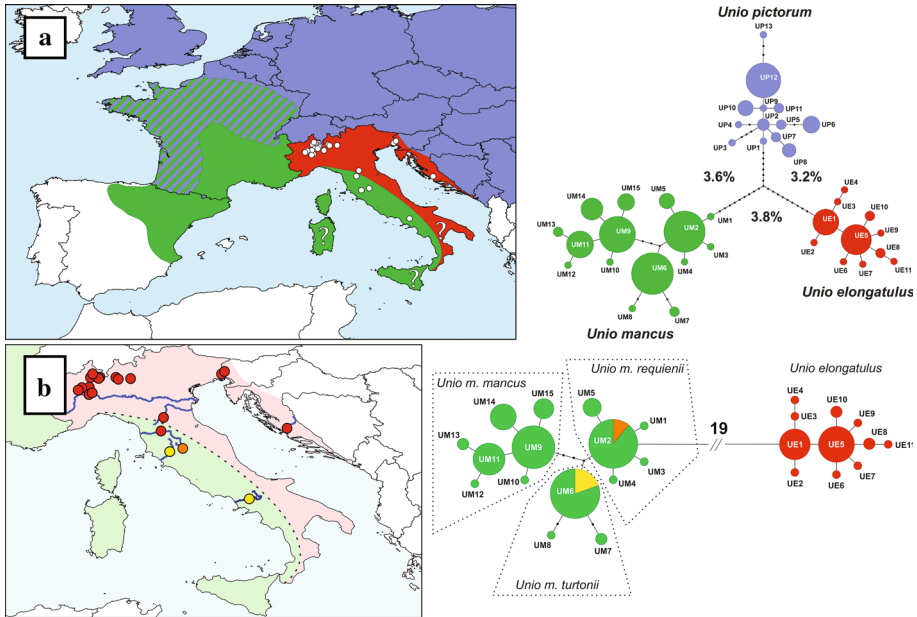 a
?
?
?
Unio pictorum
UP13
UP12
UP10
UP9
UP11
UP4
UP2
UP5
UP6
UP3
UP1
UP7
UP8
3.6%
3.2%
3.8%
UM14
UM15
UM5
UM13
UM9
UM2
UM1
UM11
UM12
UM10
UM6
UM4
UM3
UM8
UM7
Unio mancus
UE4
UE3
UE10
UE1
UE9
UE5
UE8
UE2
UE11
UE6
UE7
Unio elongatulus
b
Unio m. mancus
Unio m. requienii
Unio elongatulus
UM14
UM15
UM5
UM13
UM9
UM2
UM1
UM11
UM12
UM10
UM4
UM3
UM6
UM8
UM7
Unio m. turtonii
19
UE4
UE3
UE10
UE9
UE1
UE5
UE8
UE11
UE2
UE6
UE7